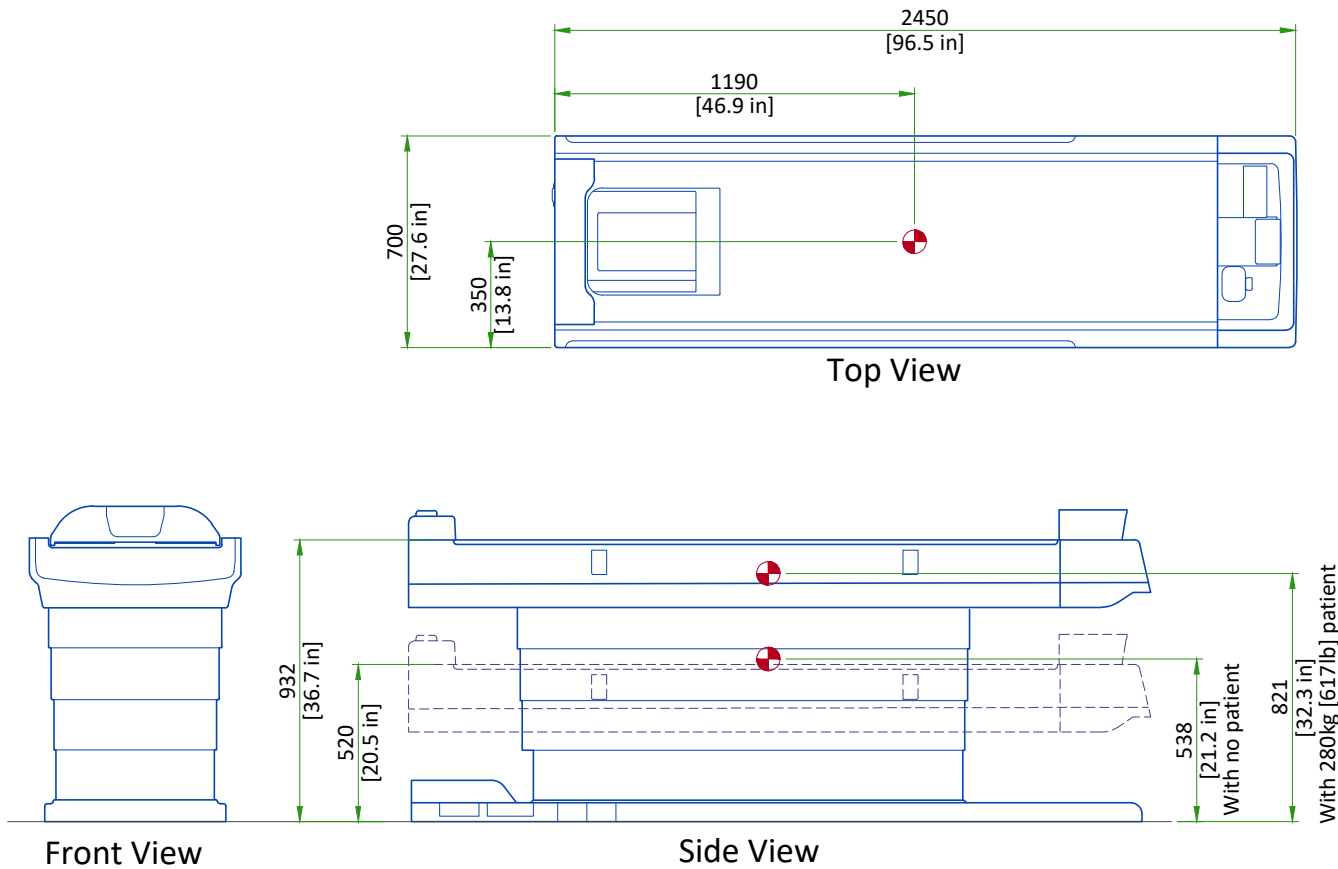 2450
[96.5 in]
1190
[46.9 in]
700
[27.6 in]
350
[13.8 in]
Top View
932
[36.7 in]
520
[20.5 in]
538
[21.2 in]
With no patient
821
[32.3 in]
With 280kg [617lb] patient
Front View
Side View